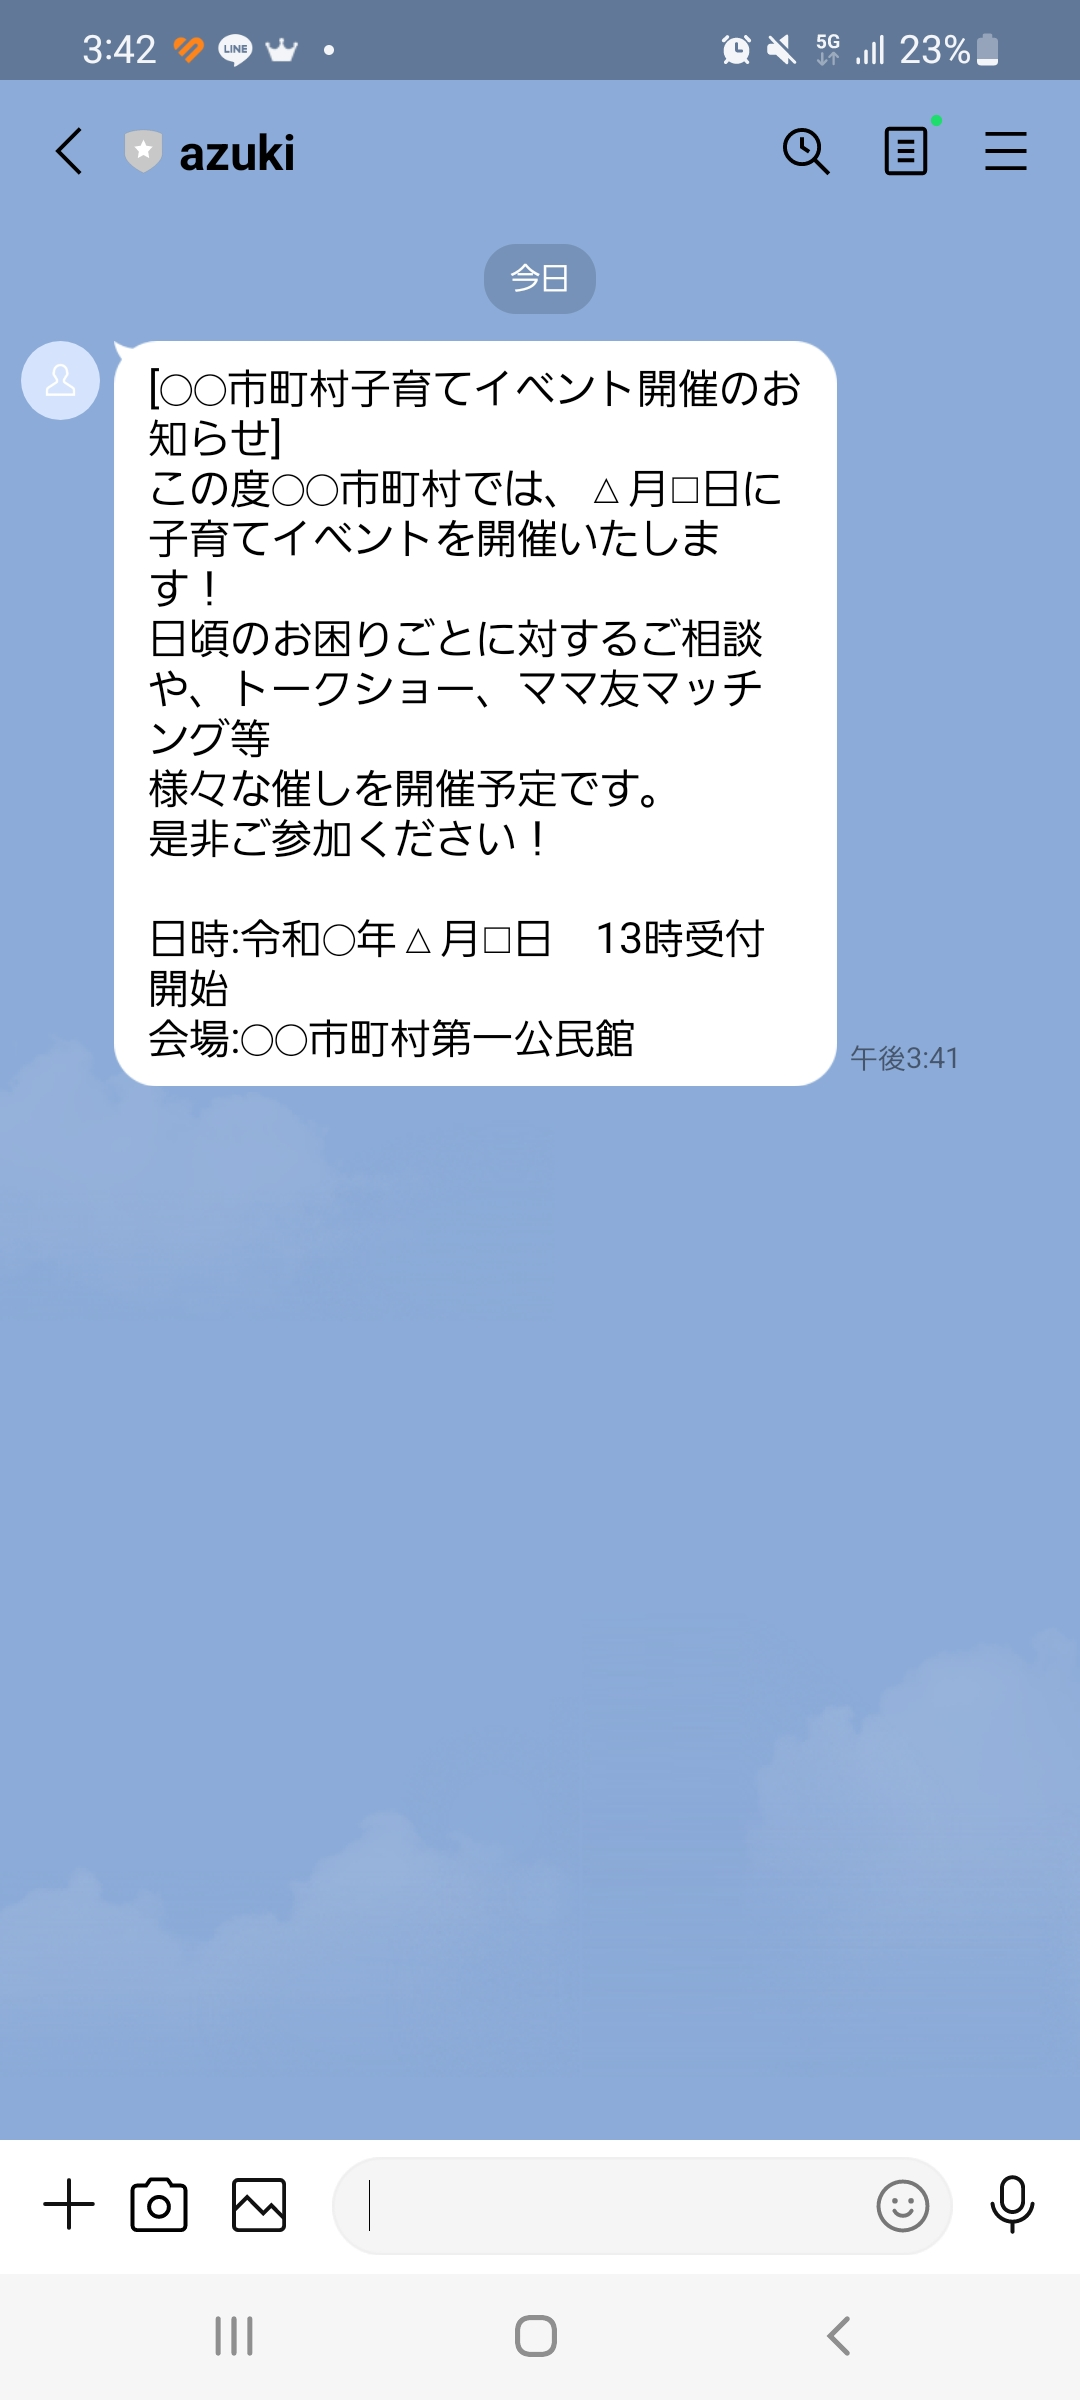 3:42 LINE 5G 23%
azuki
今日
[○○市町村子育てイベント開催のお
知らせ]
この度○○市町村では、△月□日に
子育てイベントを開催いたしま
す！
日頃のお困りごとに対するご相談
や、トークショー、ママ友マッチ
ング等
様々な催しを開催予定です。
是非ご参加ください！
日時:令和○年△月□日　13時受付
開始
会場:○○市町村第一公民館
午後3:41